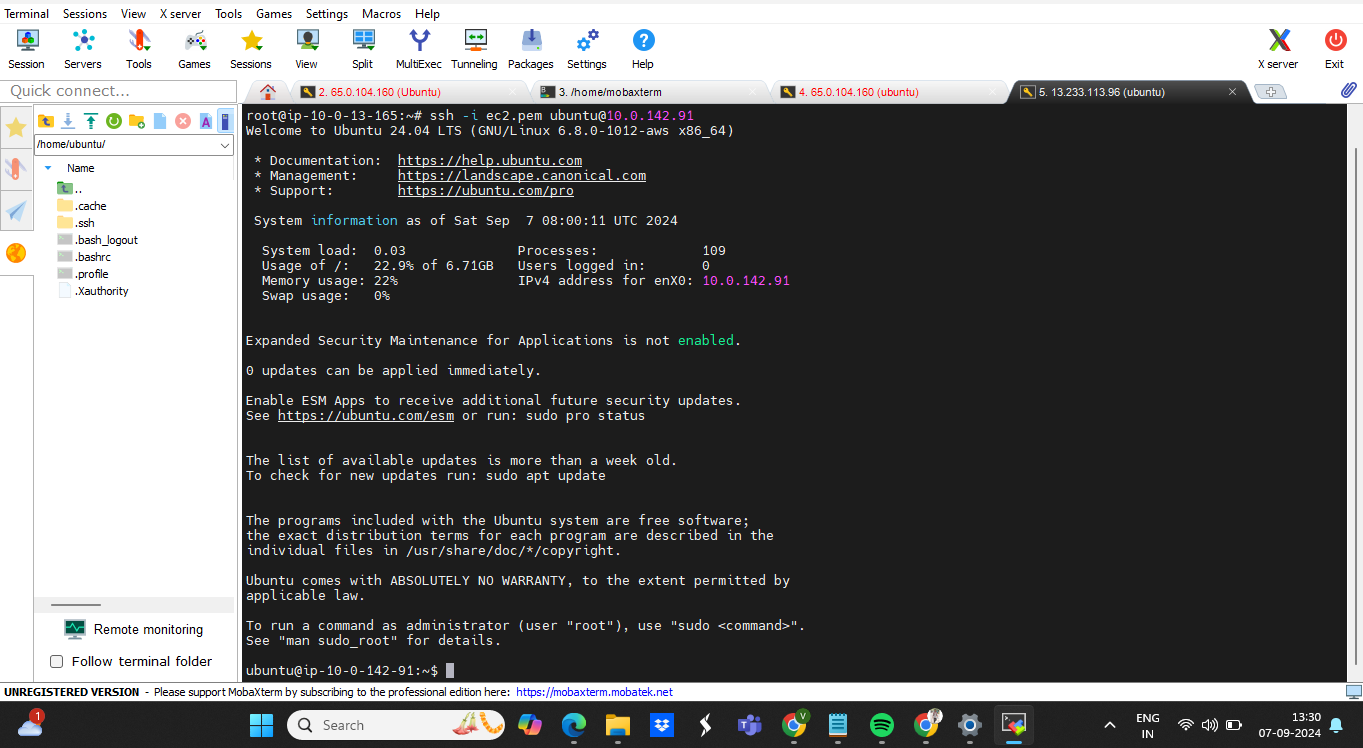 Terminal Sessions View X server Tools Games Settings Macros Help
Session Servers Tools Games Sessions View Split MultiExec Tunneling Packages Settings Help X server Exit
Quick connect...
2. 65.0.104.160 (Ubuntu)
3. /home/mobaxterm
4. 65.0.104.160 (ubuntu)
5. 13.233.113.96 (ubuntu)
/home/ubuntu/
Name
..
.cache
.ssh
.bash_logout
.bashrc
.profile
.Xauthority
Remote monitoring
Follow terminal folder
root@ip-10-0-13-165:~# ssh -i ec2.pem ubuntu@10.0.142.91
Welcome to Ubuntu 24.04 LTS (GNU/Linux 6.8.0-1012-aws x86_64)
* Documentation: https://help.ubuntu.com
* Management: https://landscape.canonical.com
* Support: https://ubuntu.com/pro
System information as of Sat Sep 7 08:00:11 UTC 2024
System load: 0.03 Processes: 109
Usage of /: 22.9% of 6.71GB Users logged in: 0
Memory usage: 22% IPv4 address for enX0: 10.0.142.91
Swap usage: 0%
Expanded Security Maintenance for Applications is not enabled.
0 updates can be applied immediately.
Enable ESM Apps to receive additional future security updates.
See https://ubuntu.com/esm or run: sudo pro status
The list of available updates is more than a week old.
To check for new updates run: sudo apt update
The programs included with the Ubuntu system are free software;
the exact distribution terms for each program are described in the
individual files in /usr/share/doc/*/copyright.
Ubuntu comes with ABSOLUTELY NO WARRANTY, to the extent permitted by
applicable law.
To run a command as administrator (user "root"), use "sudo <command>".
See "man sudo_root" for details.
ubuntu@ip-10-0-142-91:~$
UNREGISTERED VERSION - Please support MobaXterm by subscribing to the professional edition here: https://mobaxterm.mobatek.net
1
Search
V
ENG
IN
13:30
07-09-2024